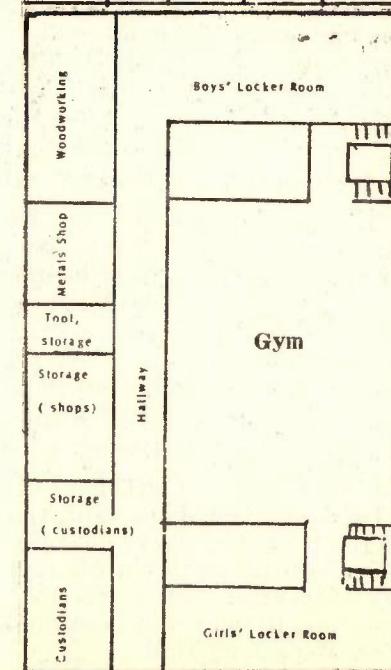 Woodworking
Boys' Locker Room
Metals Shop
Tool,
storage
Gym
Storage
( shops)
Hallway
Storage
( custodians)
Custodians
Girls' Locker Room